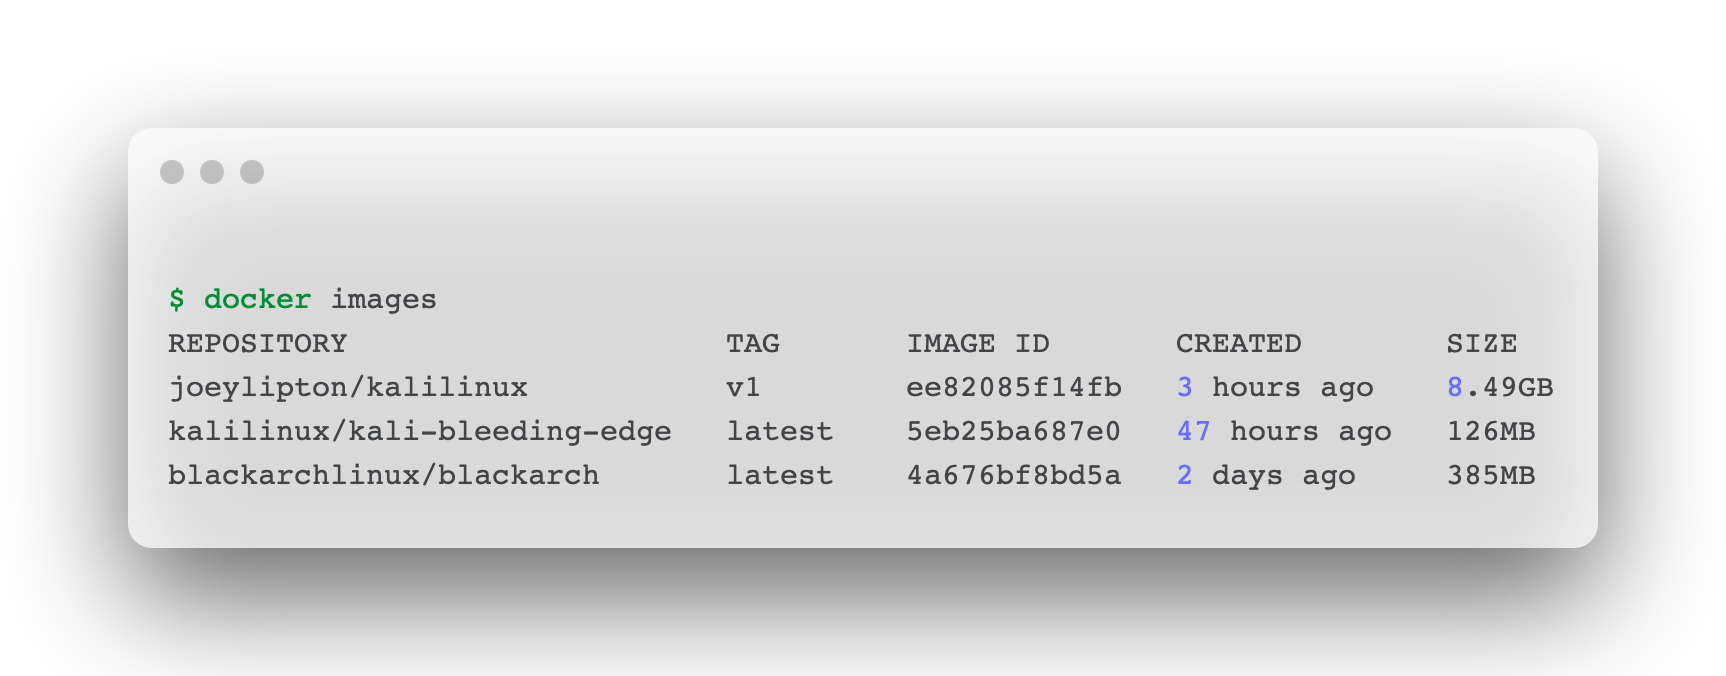 $ docker images
REPOSITORY TAG IMAGE ID CREATED SIZE
joeylipton/kalilinux v1 ee82085f14fb 3 hours ago 8.49GB
kalilinux/kali-bleeding-edge latest 5eb25ba687e0 47 hours ago 126MB
blackarchlinux/blackarch latest 4a676bf8bd5a 2 days ago 385MB